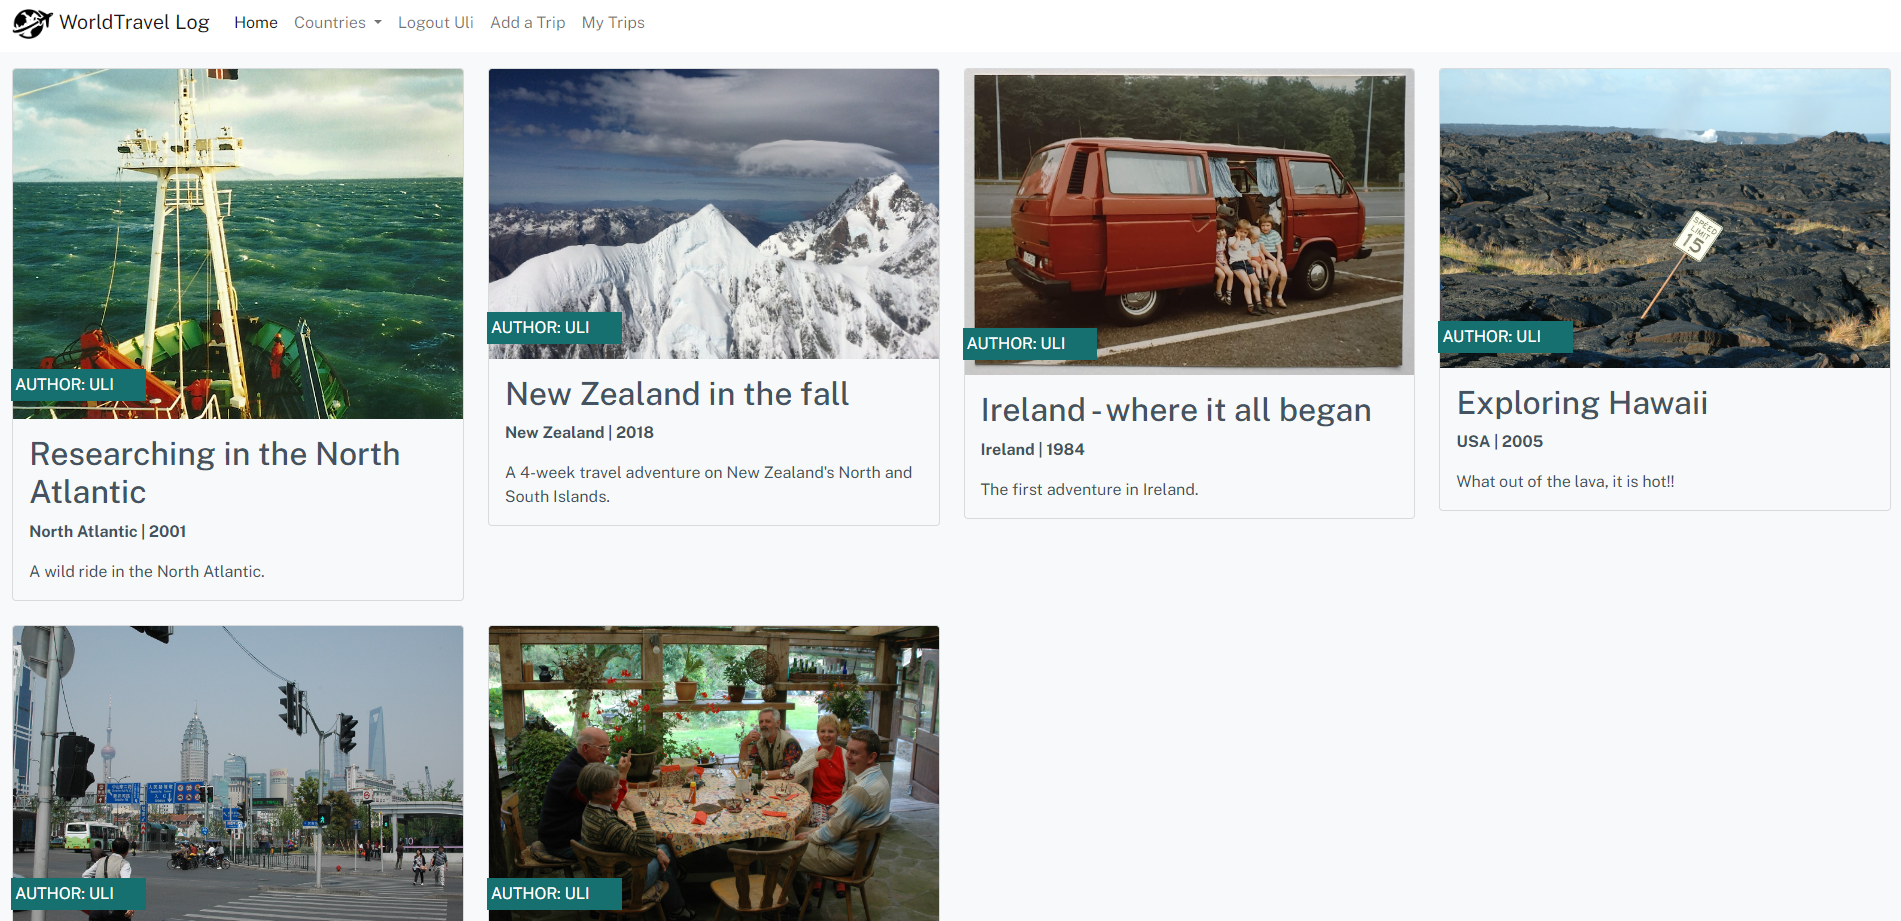 WorldTravel Log Home Countries Logout Uli Add a Trip My Trips
AUTHOR: ULI
Researching in the North
Atlantic
North Atlantic | 2001
A wild ride in the North Atlantic.
AUTHOR: ULI
New Zealand in the fall
New Zealand | 2018
A 4-week travel adventure on New Zealand's North and
South Islands.
AUTHOR: ULI
Ireland - where it all began
Ireland | 1984
The first adventure in Ireland.
SPEED
LIMIT
15
AUTHOR: ULI
Exploring Hawaii
USA | 2005
What out of the lava, it is hot!!
AUTHOR: ULI
AUTHOR: ULI